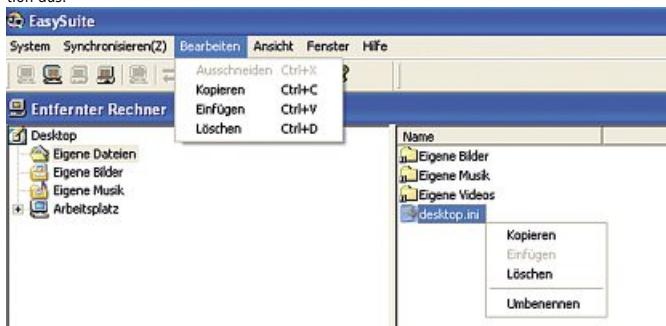 tion aus.
EasySuite
System Synchronisieren(Z) Bearbeiten Ansicht Fenster Hilfe
Ausschneiden Ctrl+X
Kopieren Ctrl+C
Einfügen Ctrl+V
Löschen Ctrl+D
Entfernter Rechner
Desktop
Eigene Dateien
Eigene Bilder
Eigene Musik
Arbeitsplatz
Name
Eigene Bilder
Eigene Musik
Eigene Videos
desktop.ini
Kopieren
Einfügen
Löschen
Umbenennen